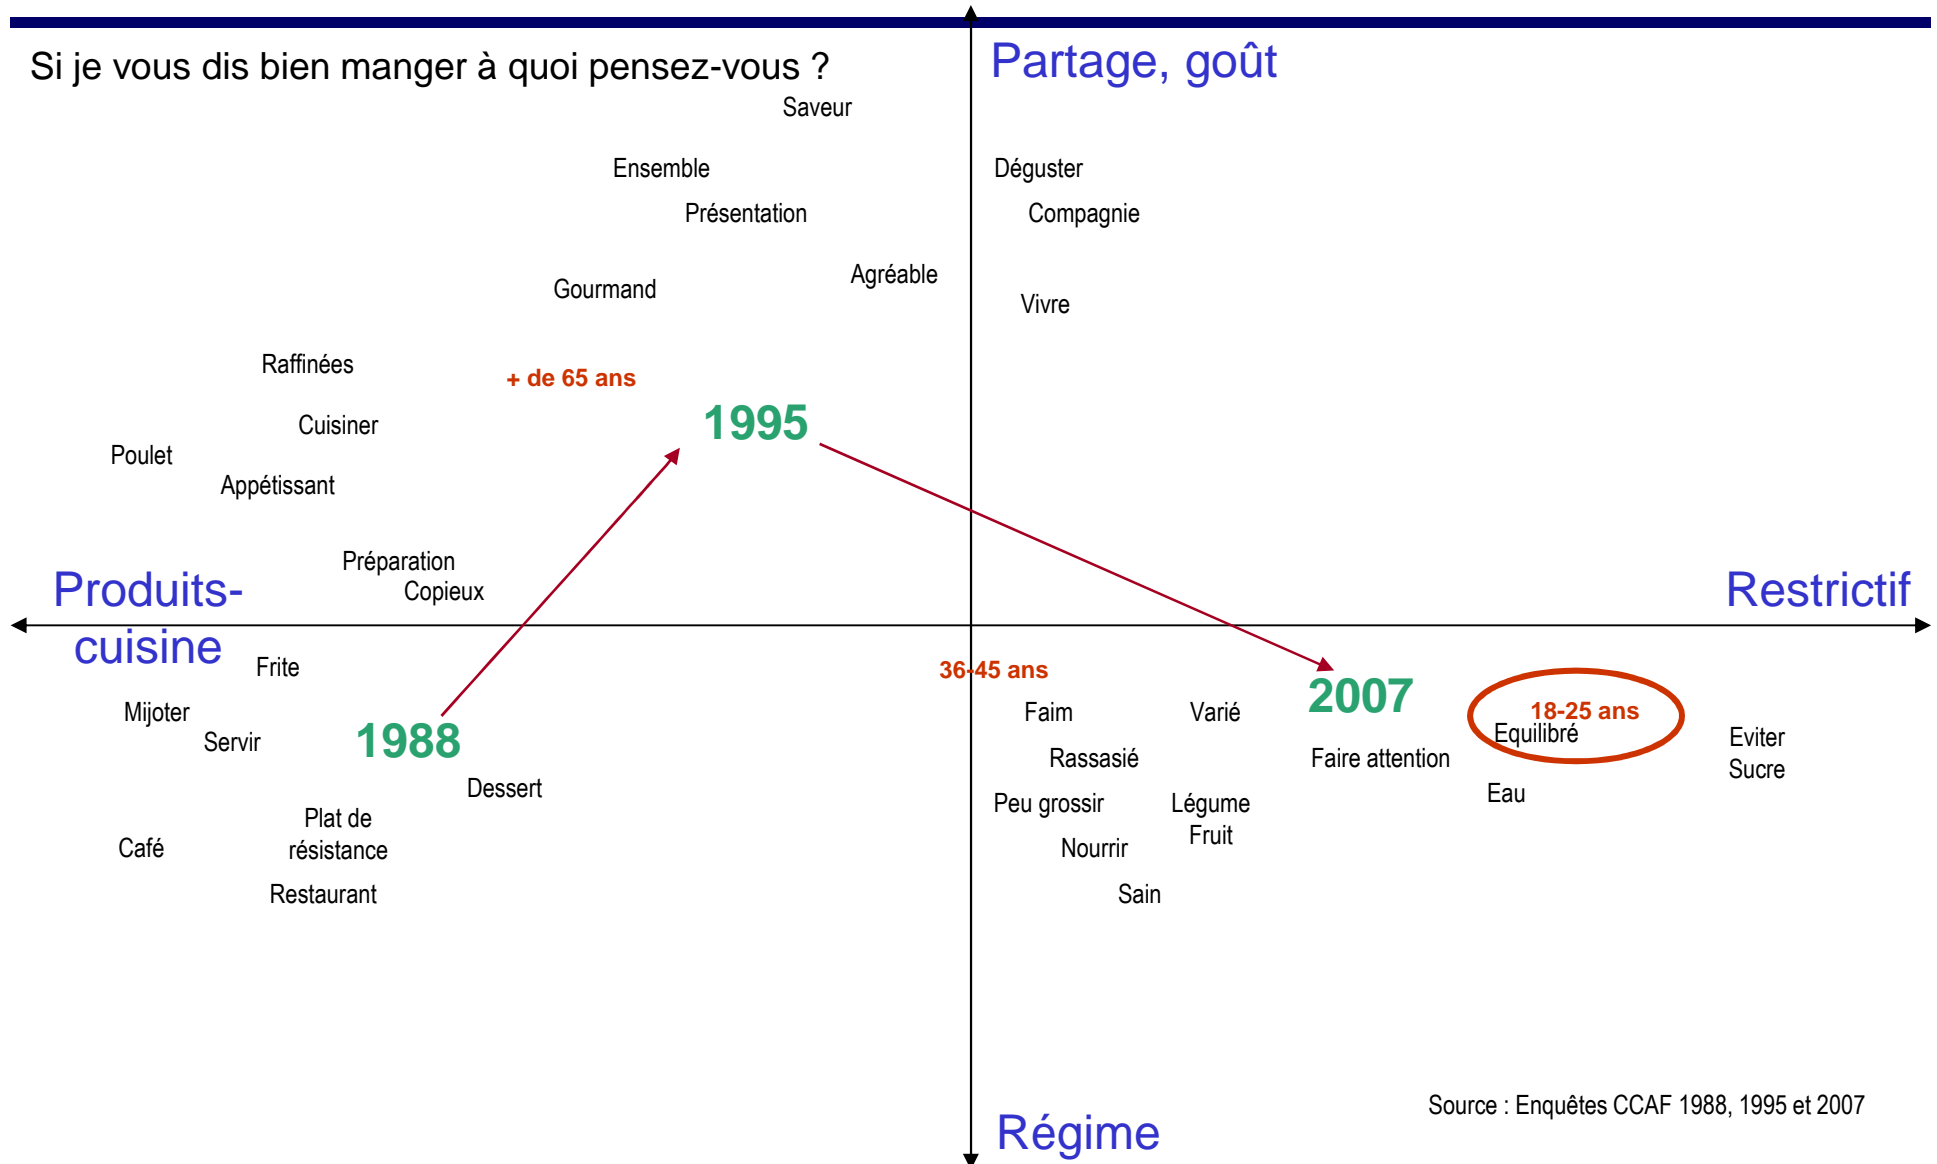 Si je vous dis bien manger à quoi pensez-vous ?
Partage, goût
Saveur
Ensemble
Déguster
Présentation
Compagnie
Agréable
Gourmand
Vivre
Raffinées
+ de 65 ans
1995
Cuisiner
Poulet
Appétissant
Préparation
Copieux
Produits-
cuisine
Restrictif
Frite
36-45 ans
2007
Mijoter
Faim
Varié
18-25 ans
Servir
1988
Equilibré
Rassasié
Faire attention
Eviter
Sucre
Dessert
Eau
Peu grossir
Légume
Fruit
Plat de
résistance
Café
Nourrir
Restaurant
Sain
Source : Enquêtes CCAF 1988, 1995 et 2007
Régime